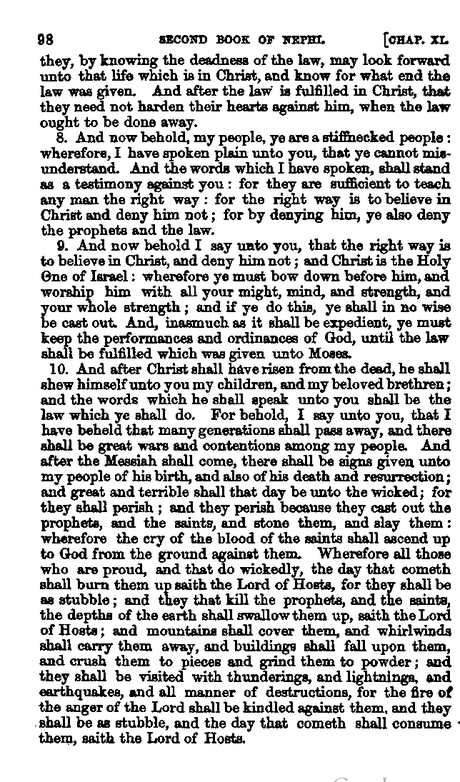 98 SECOND BOOK OF NEPHI. [CHAP. XI.
they, by knowing the deadness of the law, may look forward
unto that life which is in Christ, and know for what end the
law was given. And after the law is fulfilled in Christ, that
they need not harden their hearts against him, when the law
ought to be done away.
8. And now behold, my people, ye are a stiffnecked people :
wherefore, I have spoken plain unto you, that ye cannot mis-
understand. And the words which I have spoken, shall stand
as a testimony against you : for they are sufficient to teach
any man the right way : for the right way is to believe in
Christ and deny him not ; for by denying him, ye also deny
the prophets and the law.
9. And now behold I say unto you, that the right way is
to believe in Christ, and deny him not ; and Christ is the Holy
One of Israel : wherefore ye must bow down before him, and
worship him with all your might, mind, and strength, and
your whole strength ; and if ye do this, ye shall in no wise
be cast out. And, inasmuch as it shall be expedient, ye must
keep the performances and ordinances of God, until the law
shall be fulfilled which was given unto Moses.
10. And after Christ shall have risen from the dead, he shall
shew himself unto you my children, and my beloved brethren ;
and the words which he shall speak unto you shall be the
law which ye shall do. For behold, I say unto you, that I
have beheld that many generations shall pass away, and there
shall be great wars and contentions among my people. And
after the Messiah shall come, there shall be signs given unto
my people of his birth, and also of his death and resurrection ;
and great and terrible shall that day be unto the wicked ; for
they shall perish ; and they perish because they cast out the
prophets, and the saints, and stone them, and slay them :
wherefore the cry of the blood of the saints shall ascend up
to God from the ground against them. Wherefore all those
who are proud, and that do wickedly, the day that cometh
shall burn them up saith the Lord of Hosts, for they shall be
as stubble ; and they that kill the prophets, and the saints,
the depths of the earth shall swallow them up, saith the Lord
of Hosts ; and mountains shall cover them, and whirlwinds
shall carry them away, and buildings shall fall upon them,
and crush them to pieces and grind them to powder ; and
they shall be visited with thunderings, and lightnings, and
earthquakes, and all manner of destructions, for the fire of
the anger of the Lord shall be kindled against them, and they
shall be as stubble, and the day that cometh shall consume
them, saith the Lord of Hosts.